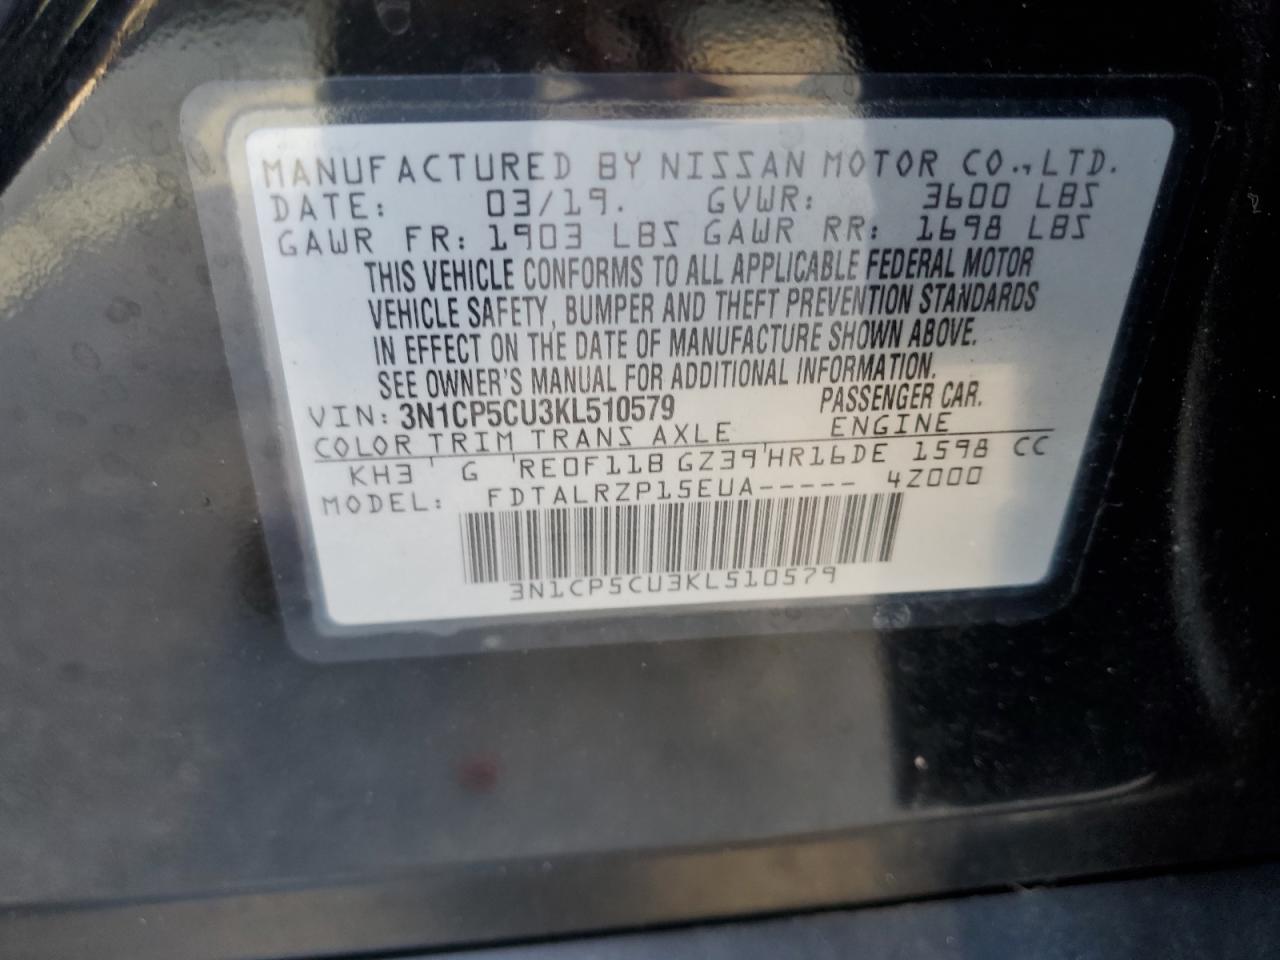 MANUFACTURED BY NISSAN MOTOR CO., LTD.
DATE: 03/19. GVWR: 3600 LBS
GAWR FR: 1903 LBS GAWR RR: 1698 LBS
THIS VEHICLE CONFORMS TO ALL APPLICABLE FEDERAL MOTOR
VEHICLE SAFETY, BUMPER AND THEFT PREVENTION STANDARDS
IN EFFECT ON THE DATE OF MANUFACTURE SHOWN ABOVE.
SEE OWNER'S MANUAL FOR ADDITIONAL INFORMATION.
VIN: 3N1CP5CU3KL510579 PASSENGER CAR.
COLOR TRIM TRANS AXLE ENGINE
KH3 G RE0F11B GZ39 HR16DE 1598 CC
MODEL: FDTALRZP15EUA----- 4Z000
3N1CP5CU3KL510579